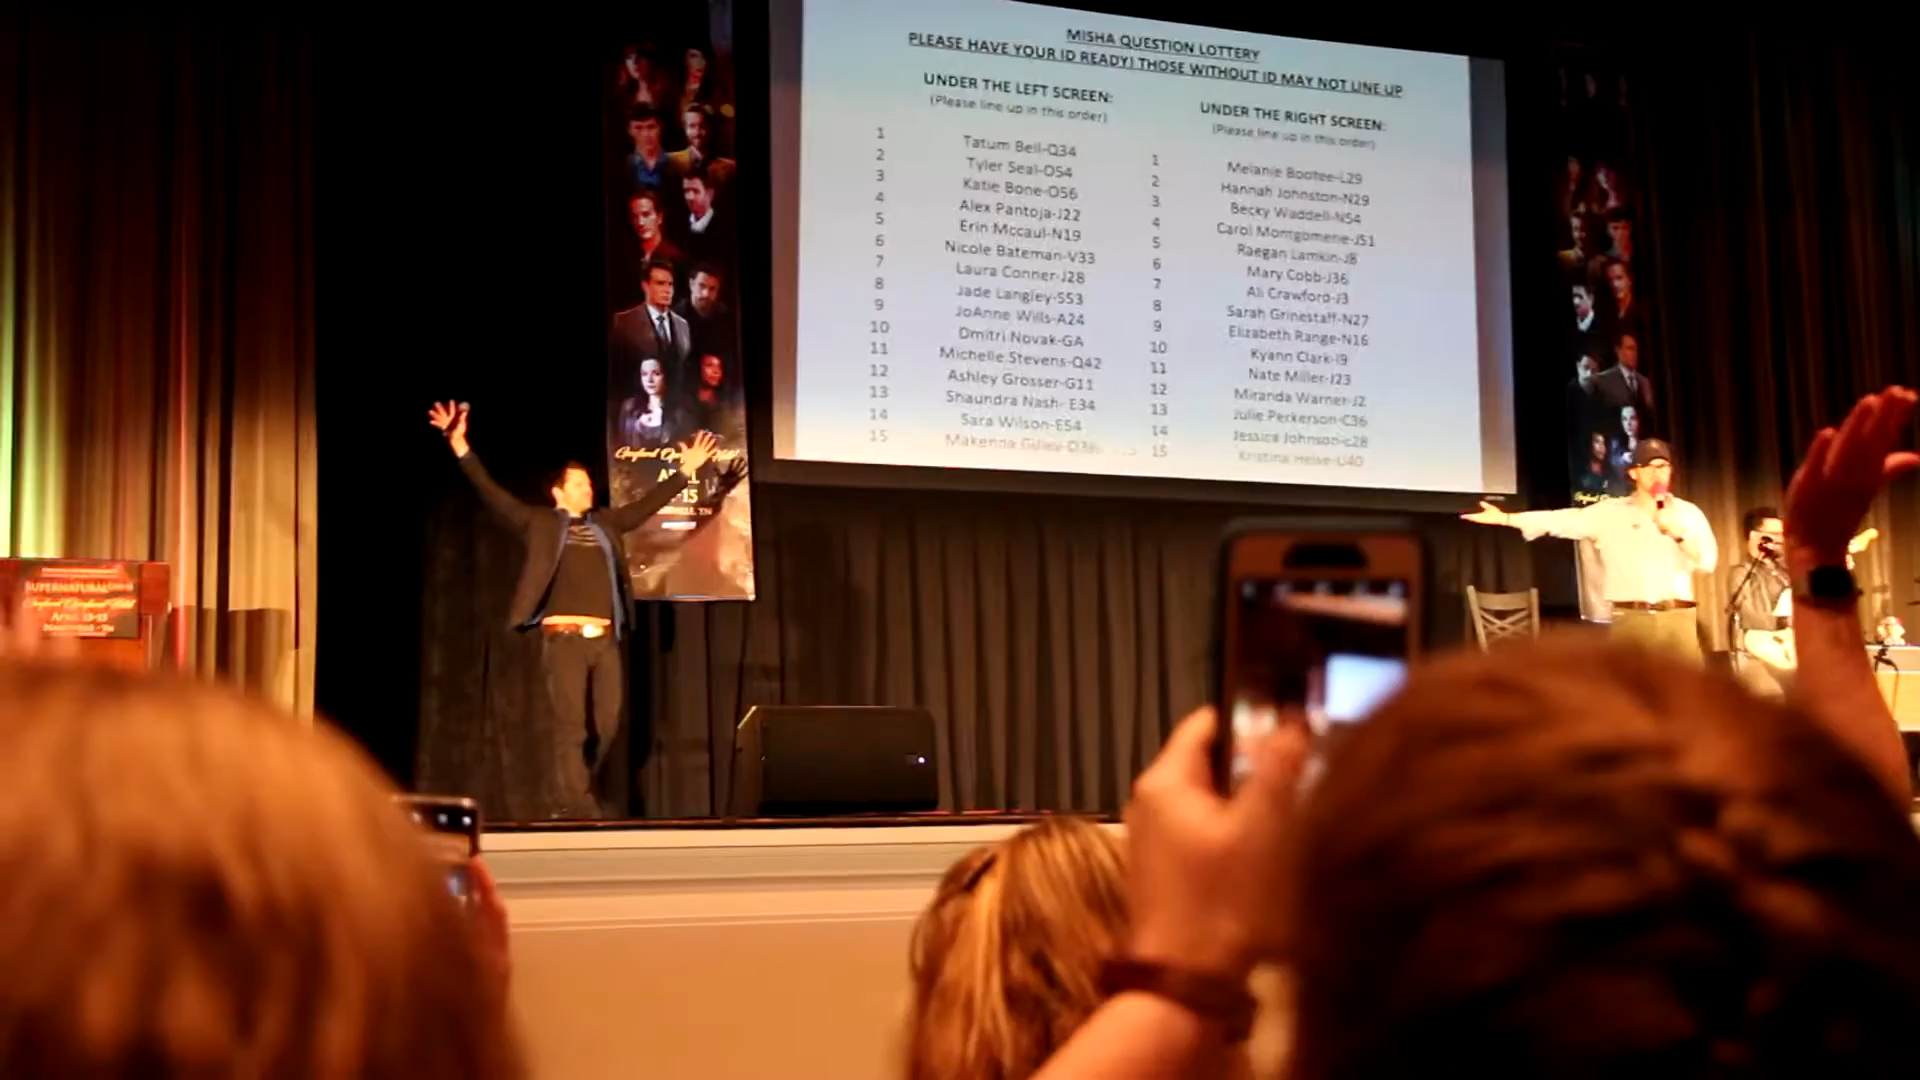 MISHA QUESTION LOTTERY
PLEASE HAVE YOUR ID READY! THOSE WITHOUT ID MAY NOT LINE UP
UNDER THE LEFT SCREEN:
(Please line up in this order)
1 Tatum Bell-Q34
2 Tyler Seal-O54
3 Katie Bone-O56
4 Alex Pantoja-J22
5 Erin Mccaul-N19
6 Nicole Bateman-V33
7 Laura Conner-J28
8 Jade Langley-S53
9 JoAnne Wills-A24
10 Dmitri Novak-GA
11 Michelle Stevens-Q42
12 Ashley Grosser-G11
13 Shaundra Nash- E34
14 Sara Wilson-E54
15 Makenna
UNDER THE RIGHT SCREEN:
(Please line up in this order)
1 Melanie Bootee-L29
2 Hannah Johnston-N29
3 Becky Waddell-N54
4 Carol Montgomerie-J51
5 Raegan Lamkin-J8
6 Mary Cobb-J36
7 Ali Crawford-J3
8 Sarah Grinestaff-N27
9 Elizabeth Range-N16
10 Kyann Clark-I9
11 Nate Miller-J23
12 Miranda Warner-J2
13 Julie Perkerson-C36
14 Jessica Johnson-c28
15 Kristina
SUPERNATURAL
April 13-15